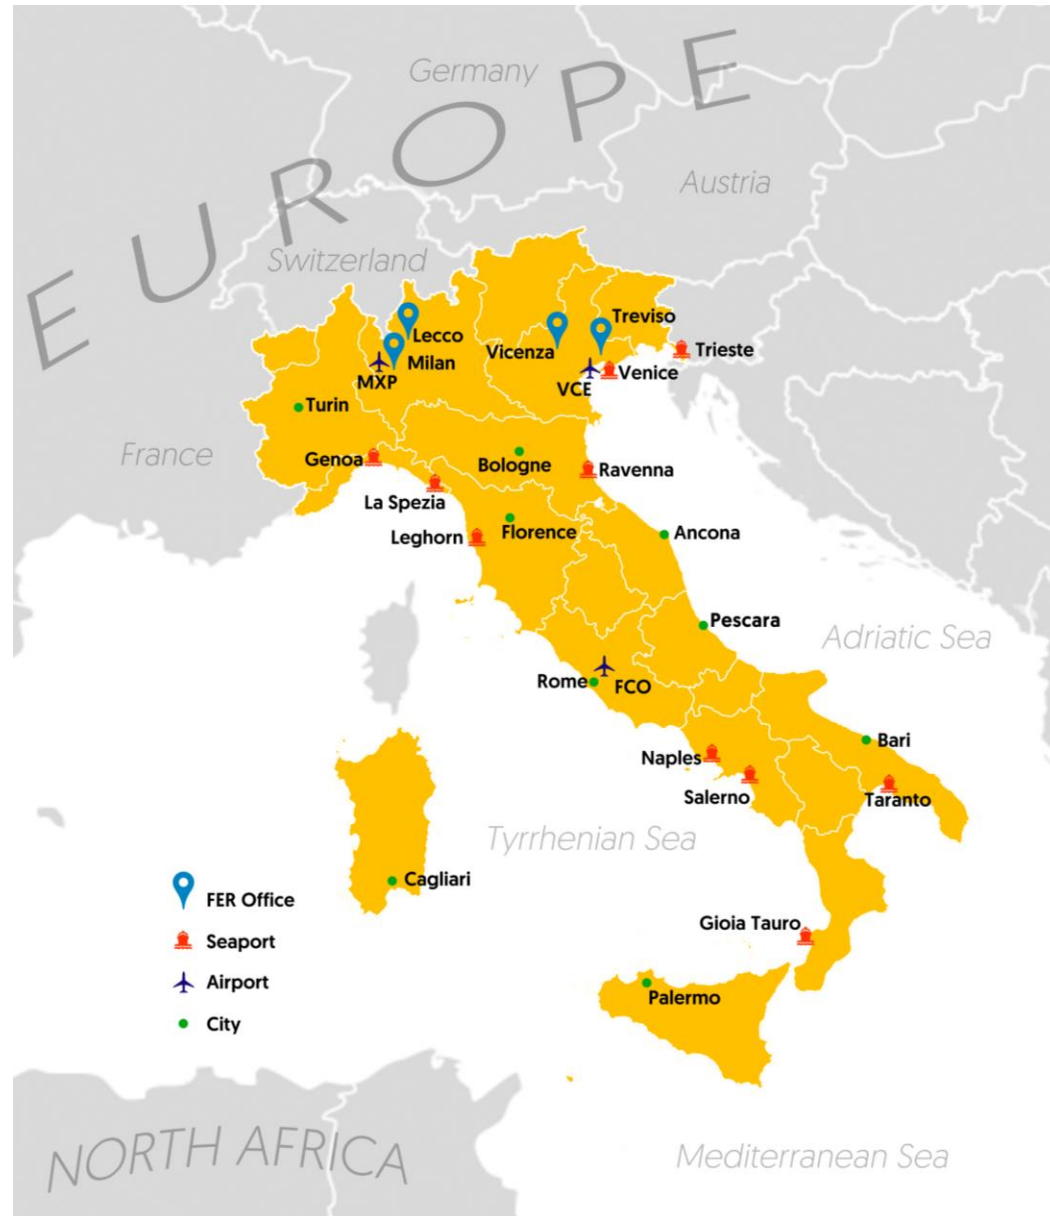 Germany
EUROPE
Austria
Switzerland
Treviso
Lecco
Trieste
Vicenza
Milan
Venice
MXP
VCE
Turin
France
Genoa
Bologne
Ravenna
La Spezia
Leghorn
Florence
Ancona
Pescara
Adriatic Sea
Rome
FCO
Bari
Naples
Salerno
Taranto
Tyrrhenian Sea
Cagliari
FER Office
Gioia Tauro
Seaport
Airport
Palermo
City
NORTH AFRICA
Mediterranean Sea